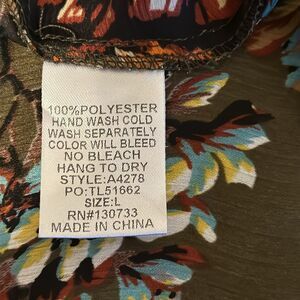 100%POLYESTER
HAND WASH COLD
WASH SEPARATELY
COLOR WILL BLEED
NO BLEACH
HANG TO DRY
STYLE:A4278
PO:TL51662
SIZE:L
RN#130733
MADE IN CHINA